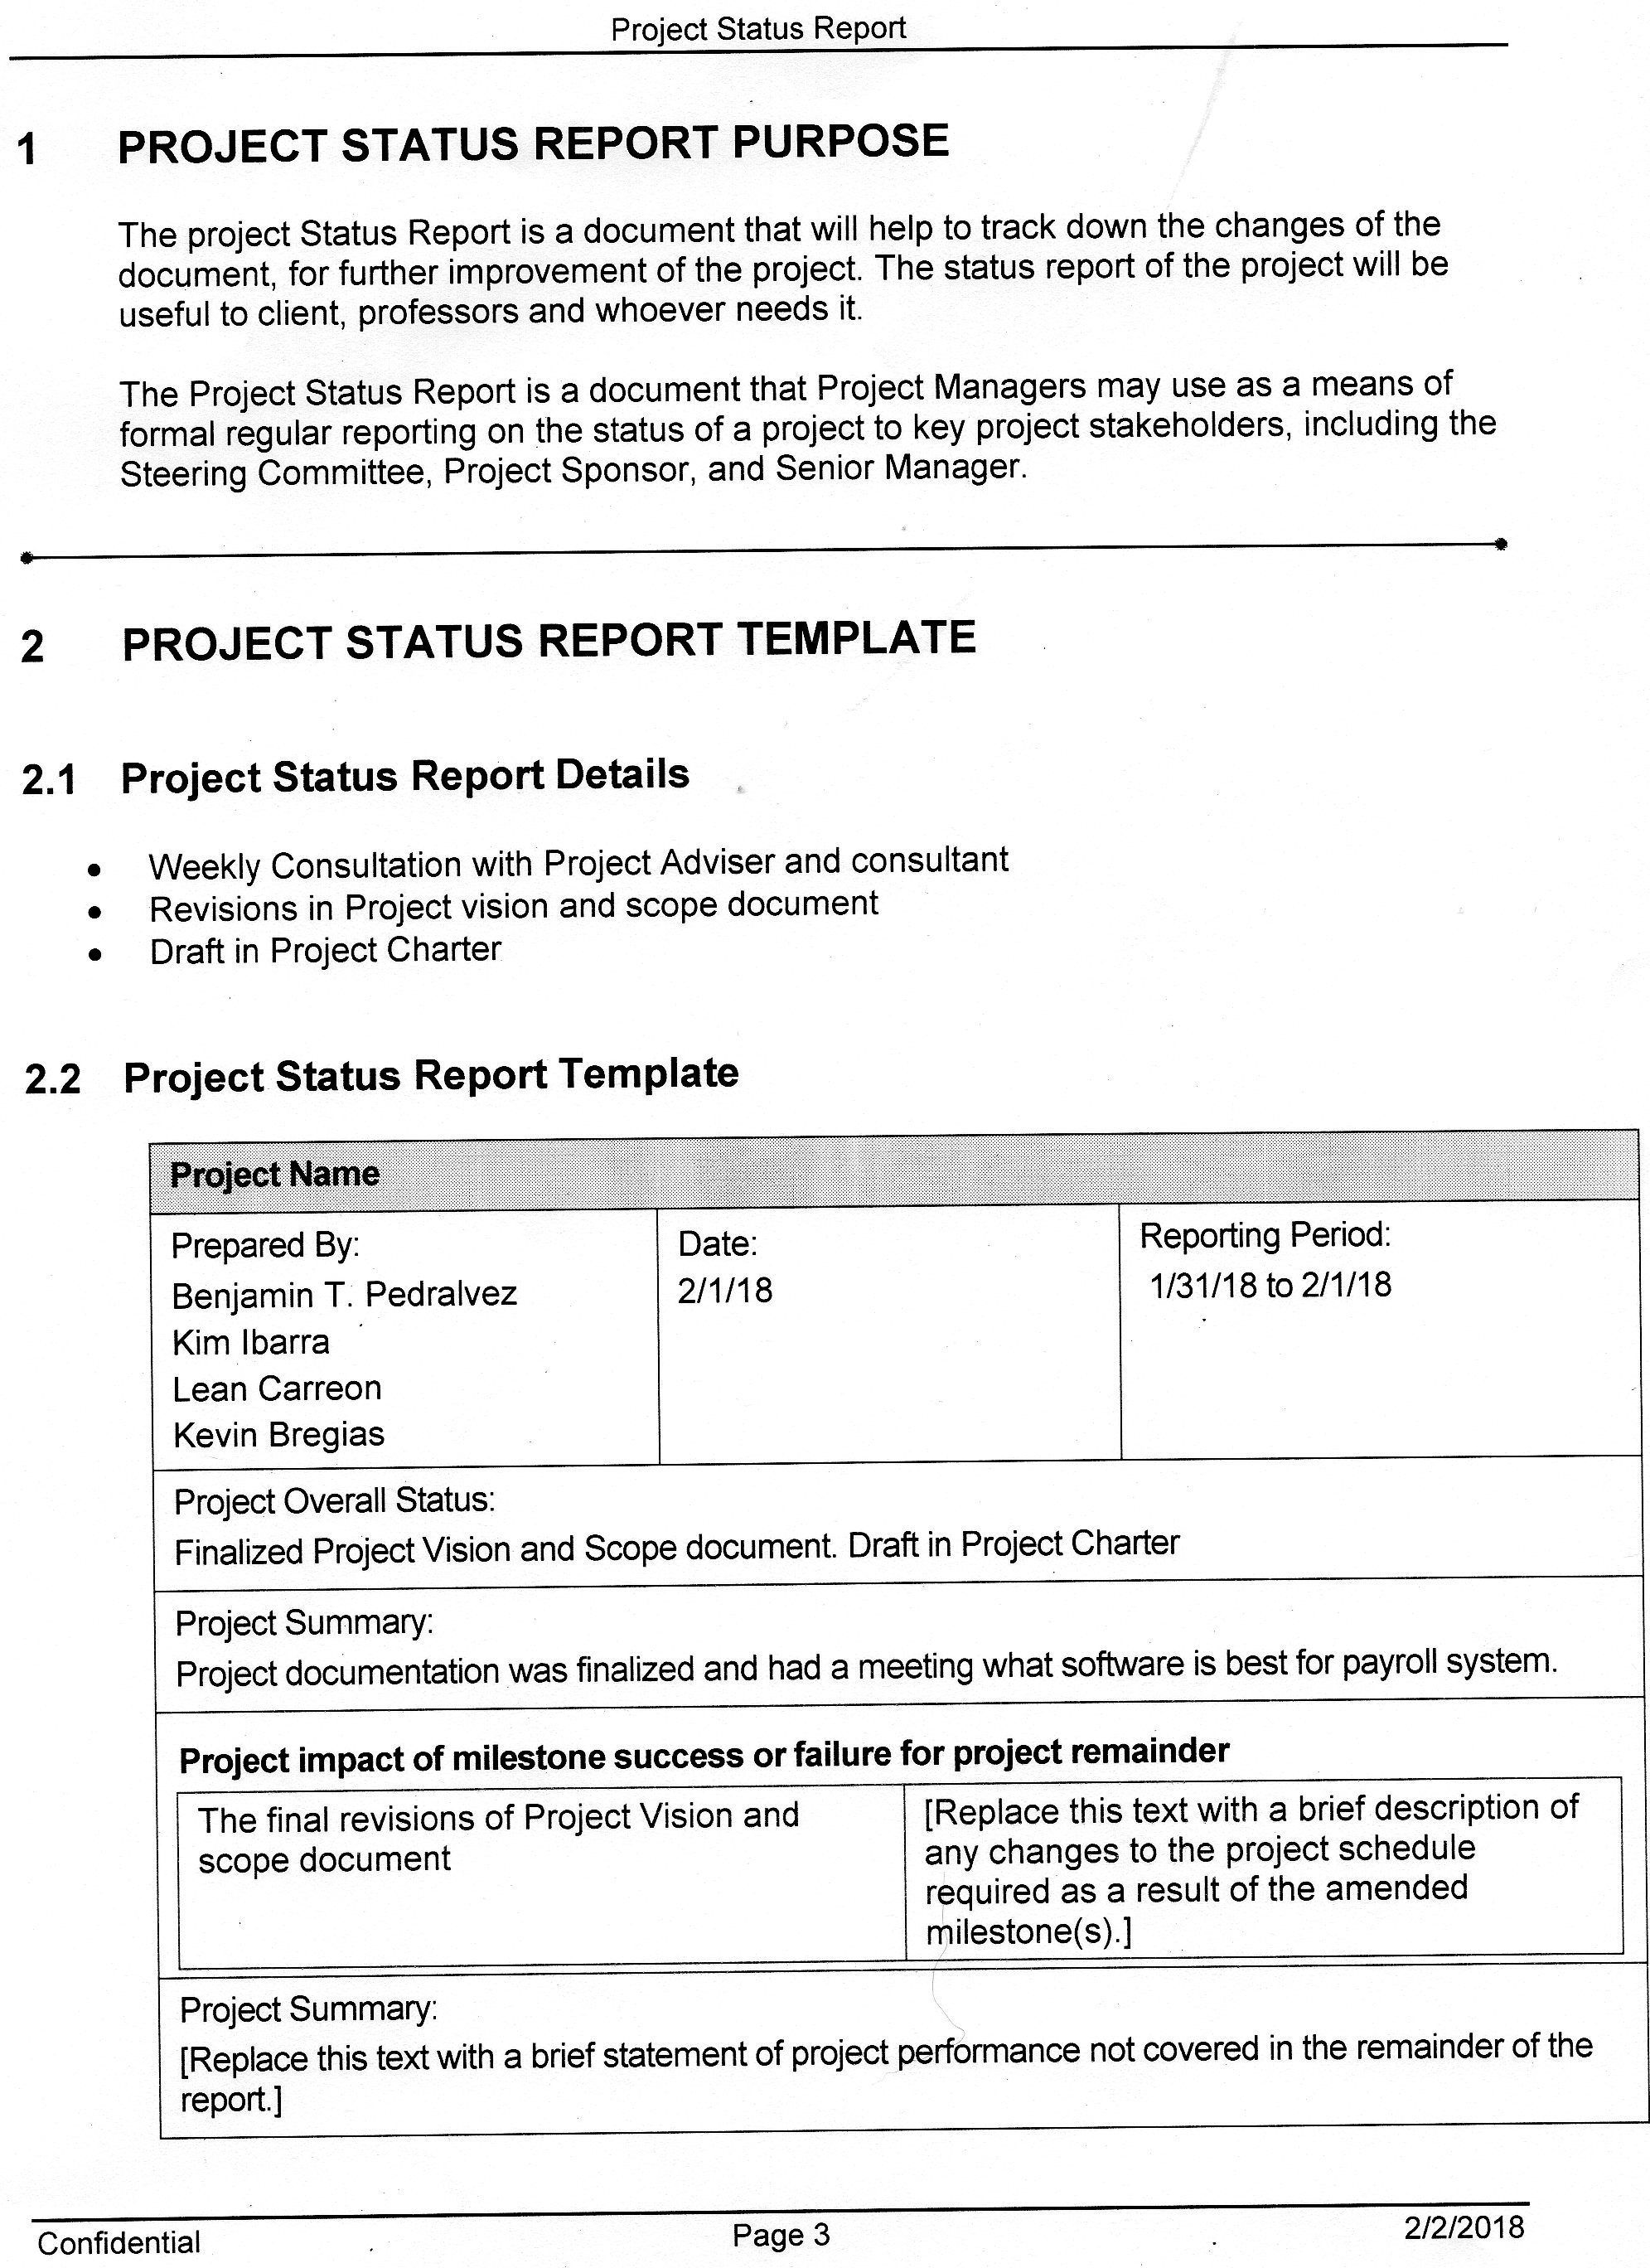 Project Status Report
1 PROJECT STATUS REPORT PURPOSE
The project Status Report is a document that will help to track down the changes of the
document, for further improvement of the project. The status report of the project will be
useful to client, professors and whoever needs it.
The Project Status Report is a document that Project Managers may use as a means of
formal regular reporting on the status of a project to key project stakeholders, including the
Steering Committee, Project Sponsor, and Senior Manager.
2 PROJECT STATUS REPORT TEMPLATE
2.1 Project Status Report Details
• Weekly Consultation with Project Adviser and consultant
• Revisions in Project vision and scope document
• Draft in Project Charter
2.2 Project Status Report Template
Project Name
Prepared By:
Benjamin T. Pedralvez
Kim Ibarra
Lean Carreon
Kevin Bregias
Date:
2/1/18
Reporting Period:
1/31/18 to 2/1/18
Project Overall Status:
Finalized Project Vision and Scope document. Draft in Project Charter
Project Summary:
Project documentation was finalized and had a meeting what software is best for payroll system.
Project impact of milestone success or failure for project remainder
The final revisions of Project Vision and
scope document
[Replace this text with a brief description of
any changes to the project schedule
required as a result of the amended
milestone(s).]
Project Summary:
[Replace this text with a brief statement of project performance not covered in the remainder of the
report.]
Confidential Page 3 2/2/2018